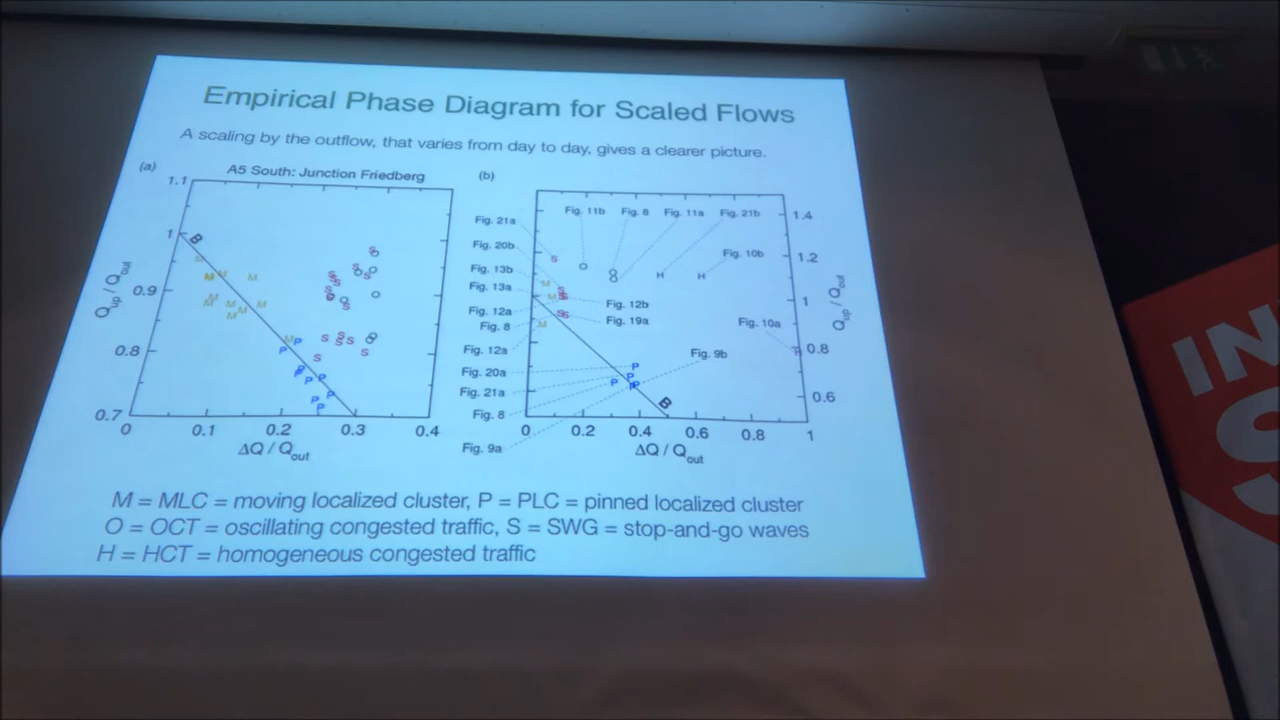 Empirical Phase Diagram for Scaled Flows
A scaling by the outflow, that varies from day to day, gives a clearer picture.
(a)
A5 South: Junction Friedberg
1.1
1
0.9
0.8
0.7
Q_up / Q_out
B
0
0.1
0.2
0.3
0.4
ΔQ / Q_out
(b)
Fig. 21a
Fig. 20b
Fig. 13b
Fig. 13a
Fig. 12a
Fig. 8
Fig. 12a
Fig. 20a
Fig. 21a
Fig. 8
Fig. 9a
Fig. 11b Fig. 8 Fig. 11a Fig. 21b
Fig. 10b
Fig. 12b
Fig. 19a
Fig. 10a
Fig. 9b
B
1.4
1.2
1
0.8
0.6
Q_up / Q_out
0
0.2
0.4
0.6
0.8
1
ΔQ / Q_out
M = MLC = moving localized cluster, P = PLC = pinned localized cluster
O = OCT = oscillating congested traffic, S = SWG = stop-and-go waves
H = HCT = homogeneous congested traffic
IN
S